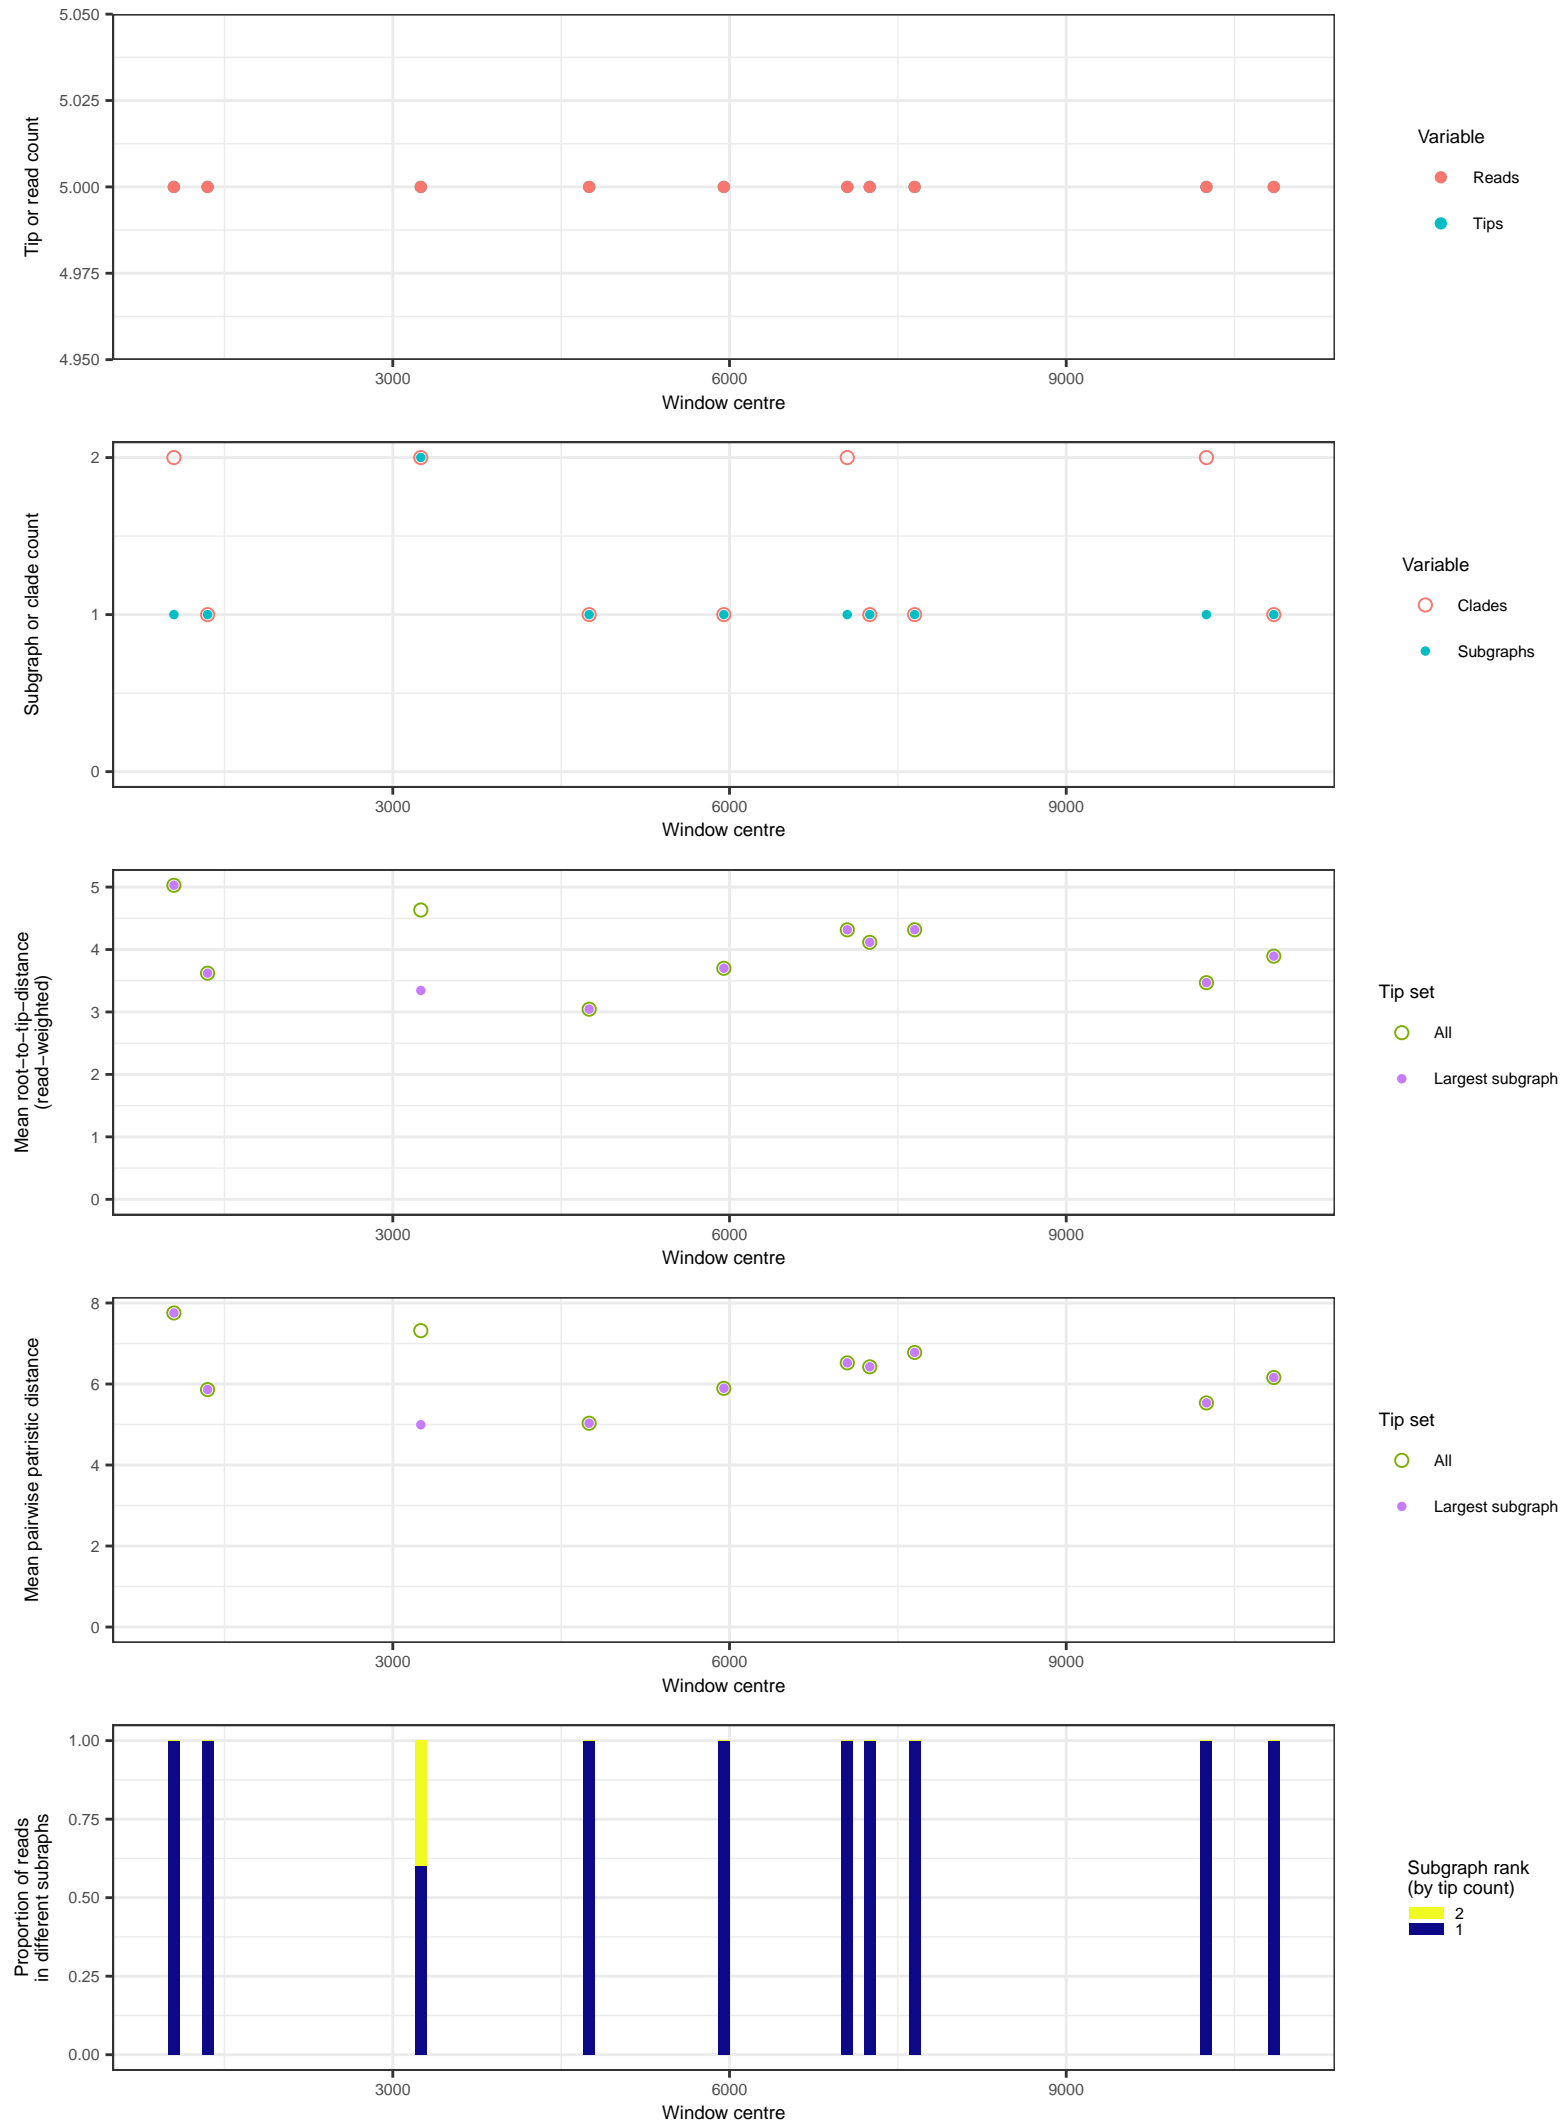 5.050
5.025
5.000
4.975
4.950
Tip or read count
3000 6000 9000
Window centre
Variable
Reads
Tips
2
1
0
Subgraph or clade count
3000 6000 9000
Window centre
Variable
Clades
Subgraphs
5
4
3
2
1
0
Mean root−to−tip−distance
(read−weighted)
3000 6000 9000
Window centre
Tip set
All
Largest subgraph
8
6
4
2
0
Mean pairwise patristic distance
3000 6000 9000
Window centre
Tip set
All
Largest subgraph
1.00
0.75
0.50
0.25
0.00
Proportion of reads
in different subraphs
3000 6000 9000
Window centre
Subgraph rank
(by tip count)
2
1